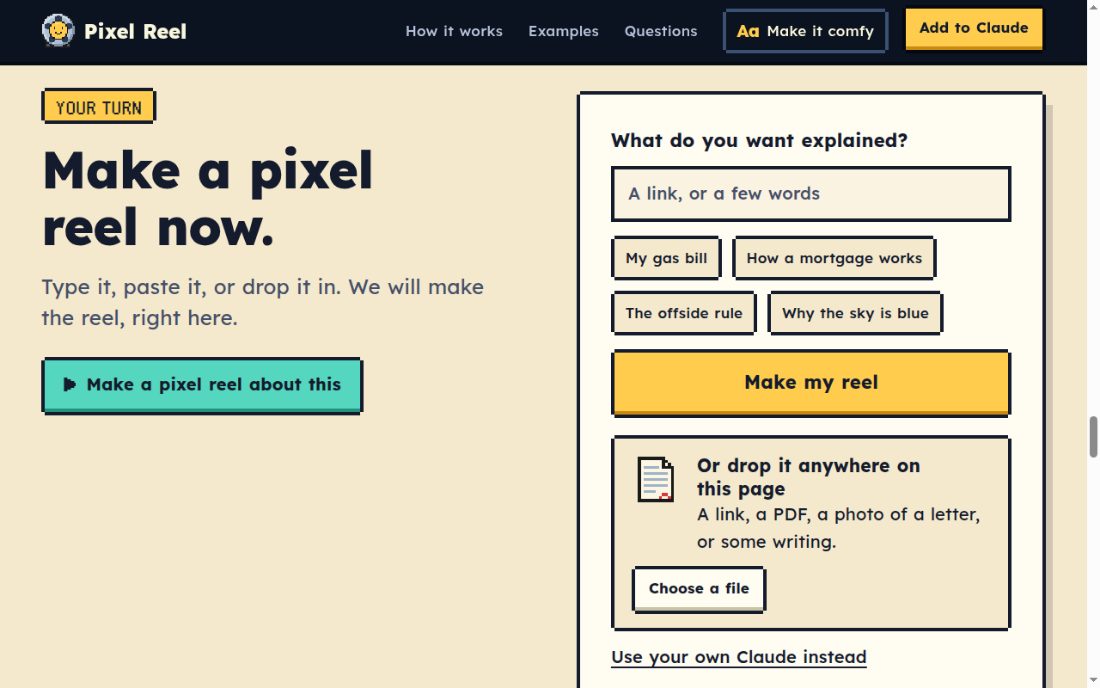 Pixel Reel
How it works
Examples
Questions
Aa Make it comfy
Add to Claude
YOUR TURN
Make a pixel
reel now.
Type it, paste it, or drop it in. We will make
the reel, right here.
Make a pixel reel about this
What do you want explained?
A link, or a few words
My gas bill
How a mortgage works
The offside rule
Why the sky is blue
Make my reel
Or drop it anywhere on
this page
A link, a PDF, a photo of a letter,
or some writing.
Choose a file
Use your own Claude instead